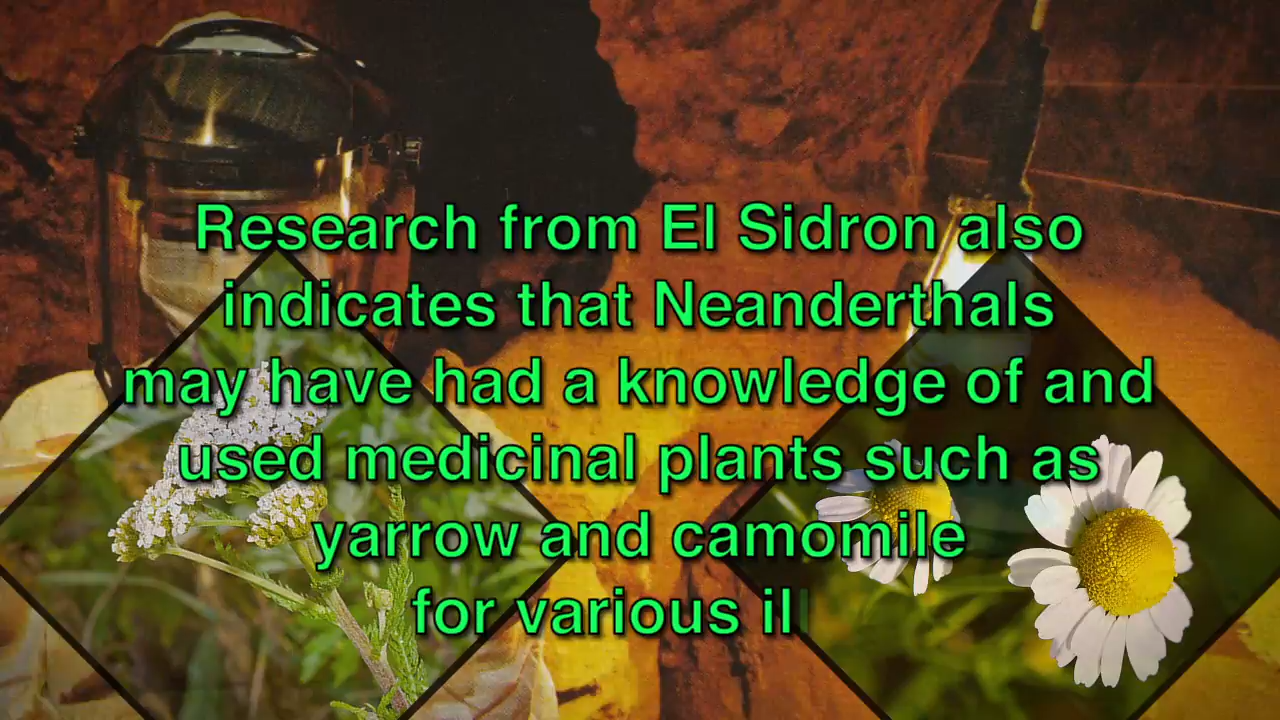 Research from El Sidron also
indicates that Neanderthals
may have had a knowledge of and
used medicinal plants such as
yarrow and camomile
for various il